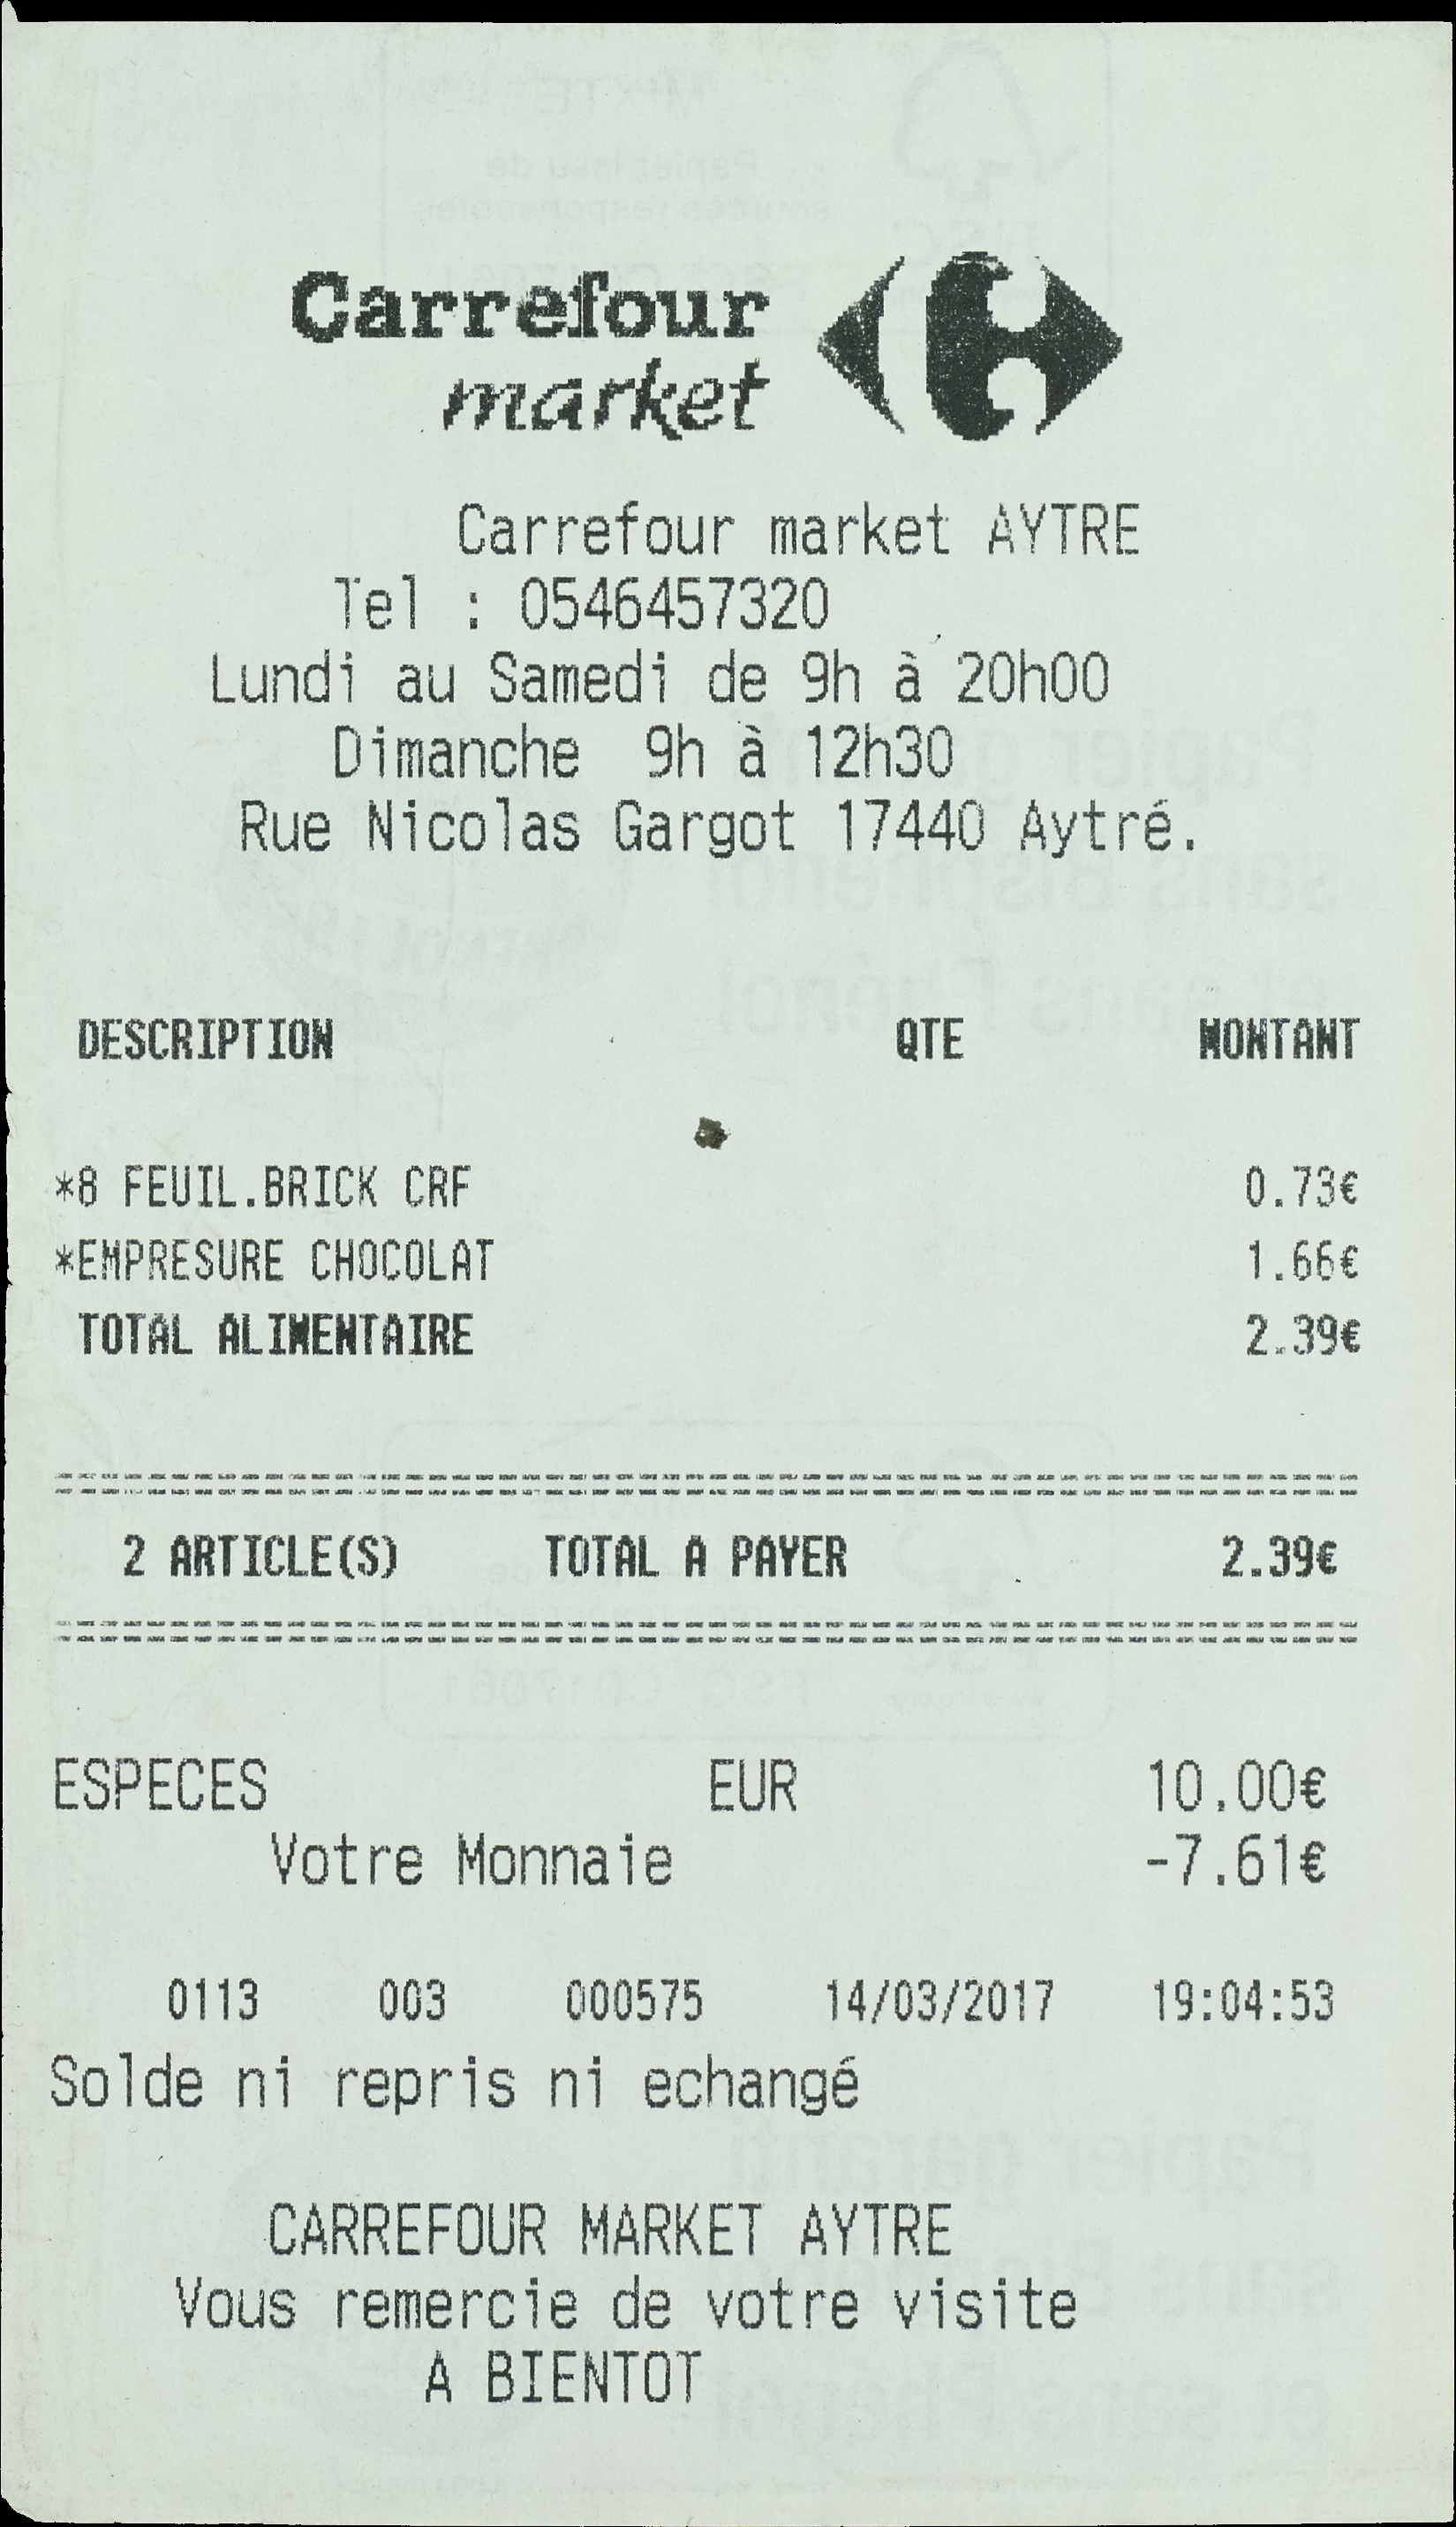 Carrefour
market
Carrefour market AYTRE
Tel : 0546457320
Lundi au Samedi de 9h à 20h00
Dimanche 9h à 12h30
Rue Nicolas Gargot 17440 Aytré.
DESCRIPTION QTE MONTANT
*8 FEUIL.BRICK CRF 0.73€
*EMPRESURE CHOCOLAT 1.66€
TOTAL ALIMENTAIRE 2.39€
2 ARTICLE(S) TOTAL A PAYER 2.39€
ESPECES EUR 10.00€
Votre Monnaie -7.61€
0113 003 000575 14/03/2017 19:04:53
Solde ni repris ni echangé
CARREFOUR MARKET AYTRE
Vous remercie de votre visite
A BIENTOT